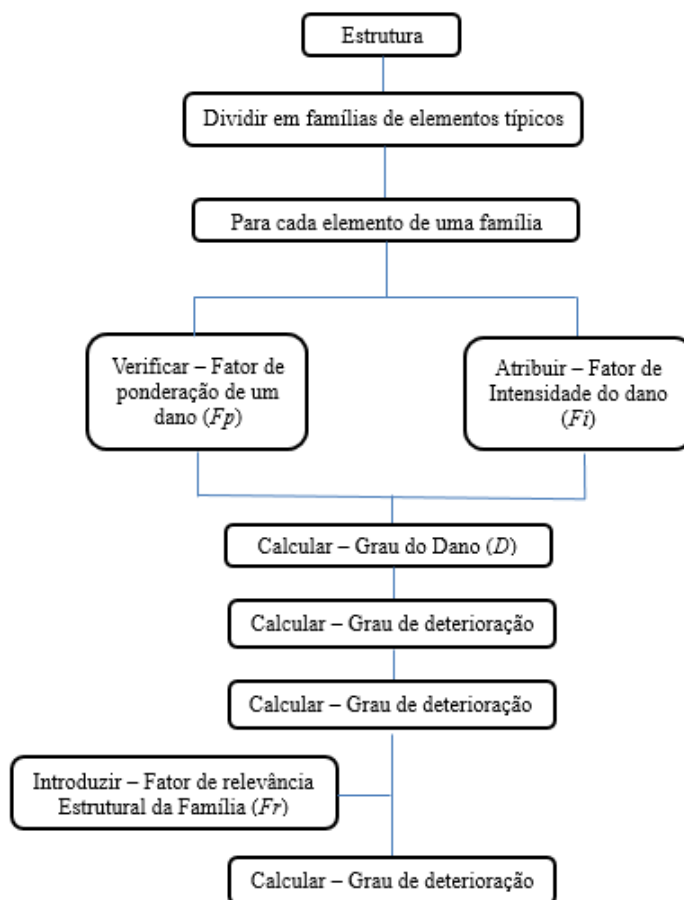 Estrutura
Dividir em famílias de elementos típicos
Para cada elemento de uma família
Verificar – Fator de
ponderação de um
dano (Fp)
Atribuir – Fator de
Intensidade do dano
(Fi)
Calcular – Grau do Dano (D)
Calcular – Grau de deterioração
Calcular – Grau de deterioração
Introduzir – Fator de relevância
Estrutural da Família (Fr)
Calcular – Grau de deterioração